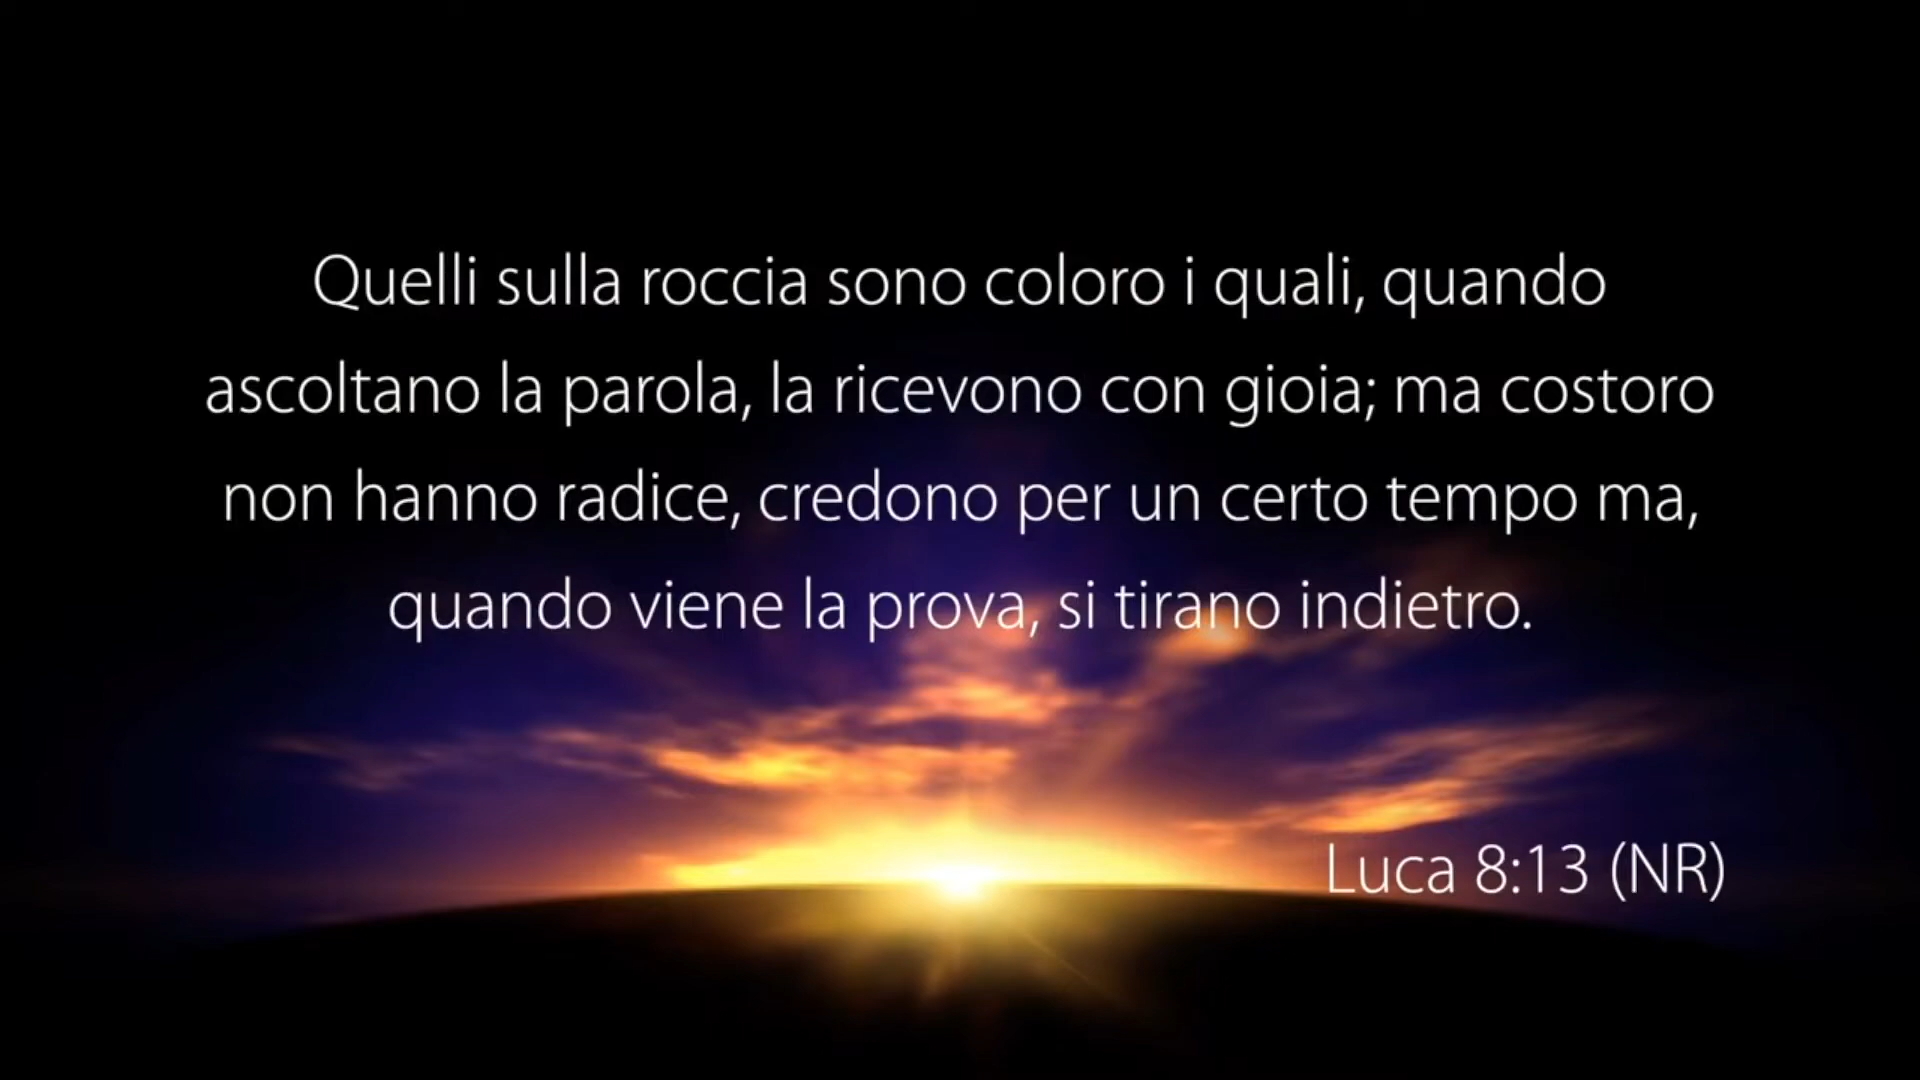 Quelli sulla roccia sono coloro i quali, quando
ascoltano la parola, la ricevono con gioia; ma costoro
non hanno radice, credono per un certo tempo ma,
quando viene la prova, si tirano indietro.
Luca 8:13 (NR)